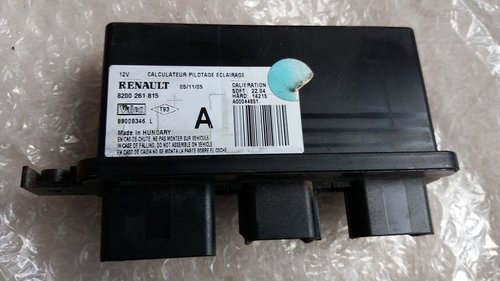 12V CALCULATEUR PILOTAGE ECLAIRAGE
RENAULT 05/11/05 CALIBRATION
8200 261 815 SOFT: 22.04
HARD: 14215
A00044851
Valeo T93 A
89009346 L
Made in HUNGARY
EN CAS DE CHUTE, NE PAS MONTER SUR VEHICULE
IN CASE OF FALLING, DO NOT ASSEMBLE ON VEHICLE
EN CASO DE CAIDA NO SE MONTA LA PARTE SOBRE EL COCHE